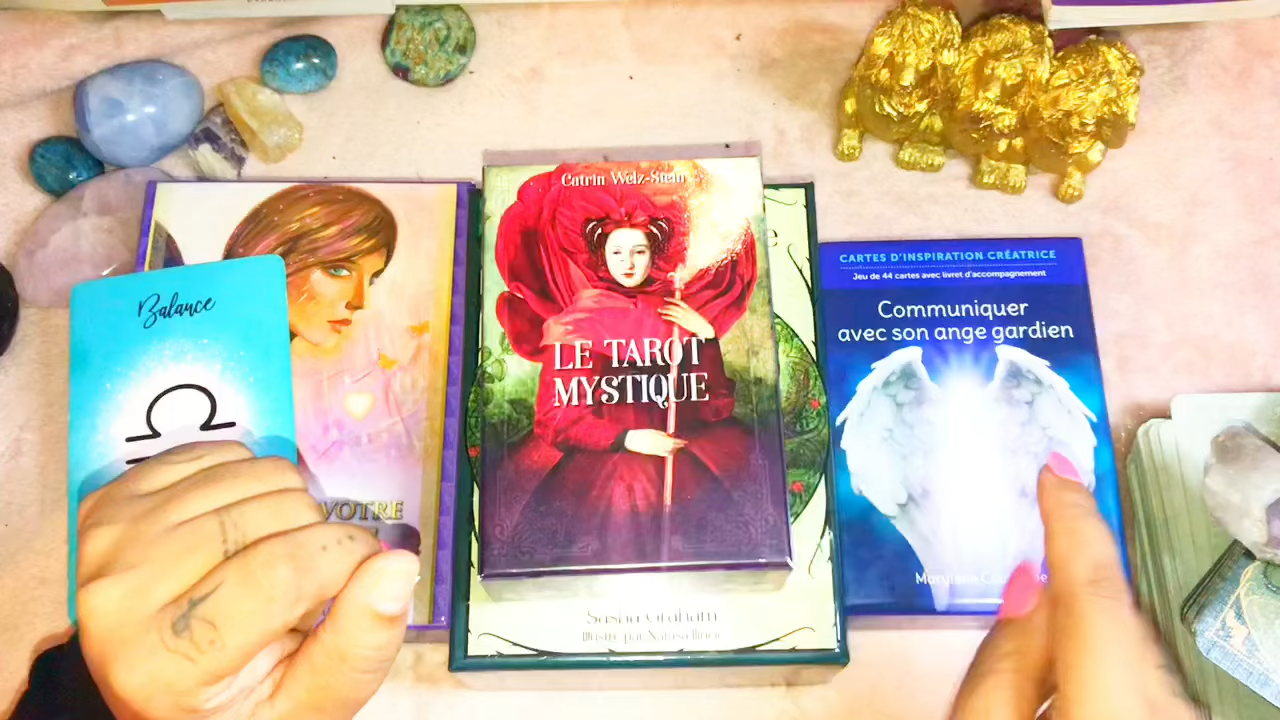 Balance
VOTRE
Catrin Welz-Stein
LE TAROT
MYSTIQUE
Sasha Graham
CARTES D'INSPIRATION CRÉATRICE
Jeu de 44 cartes avec livret d'accompagnement
Communiquer
avec son ange gardien